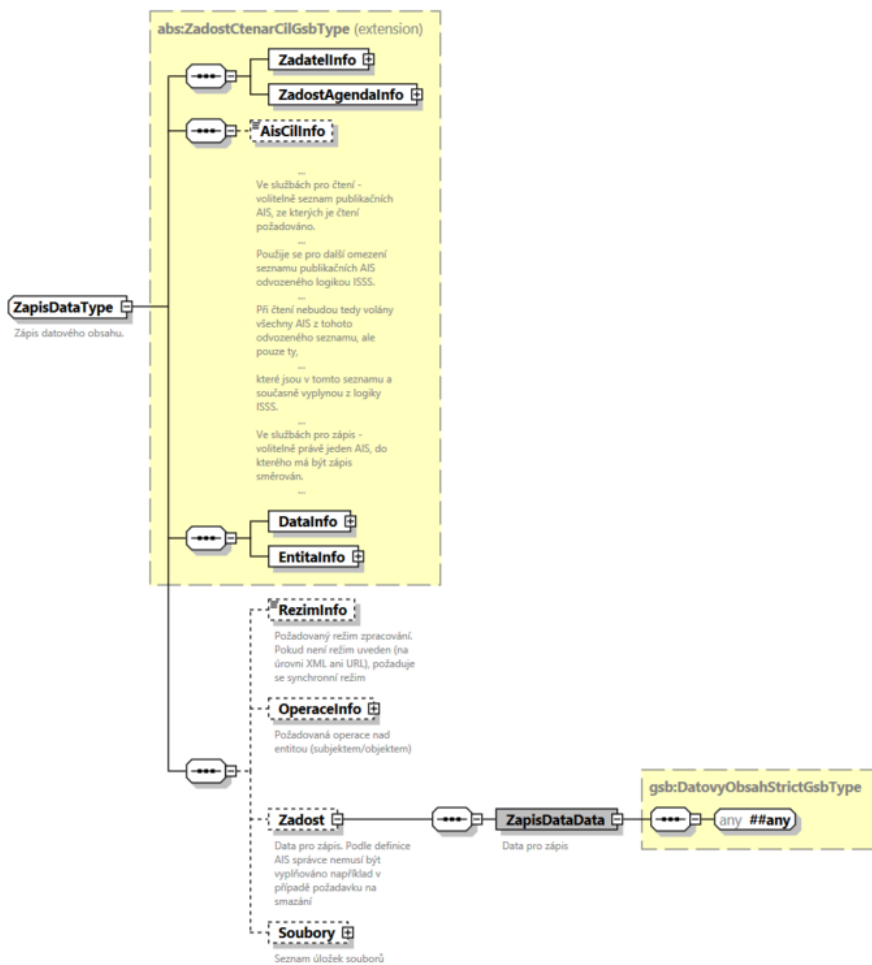 abs:ZadostCtenarCilGsbType (extension)
ZadatelInfo
ZadostAgendaInfo
AisCilInfo
...
Ve službách pro čtení -
volitelně seznam publikačních
AIS, ze kterých je čtení
požadováno.
...
Použije se pro další omezení
seznamu publikačních AIS
odvozeného logikou ISSS.
...
Při čtení nebudou tedy volány
všechny AIS z tohoto
odvozeného seznamu, ale
pouze ty,
...
které jsou v tomto seznamu a
současně vyplynou z logiky
ISSS.
...
Ve službách pro zápis -
volitelně právě jeden AIS, do
kterého má být zápis
směrován.
...
ZapisDataType
Zápis datového obsahu.
DataInfo
EntitaInfo
RezimInfo
Požadovaný režim zpracování.
Pokud není režim uveden (na
úrovni XML ani URL), požaduje
se synchronní režim
OperaceInfo
Požadovaná operace nad
entitou (subjektem/objektem)
Zadost
Data pro zápis. Podle definice
AIS správce nemusí být
vyplňováno například v
případě požadavku na
smazání
ZapisDataData
Data pro zápis
gsb:DatovyObsahStrictGsbType
any ##any
Soubory
Seznam úložek souborů